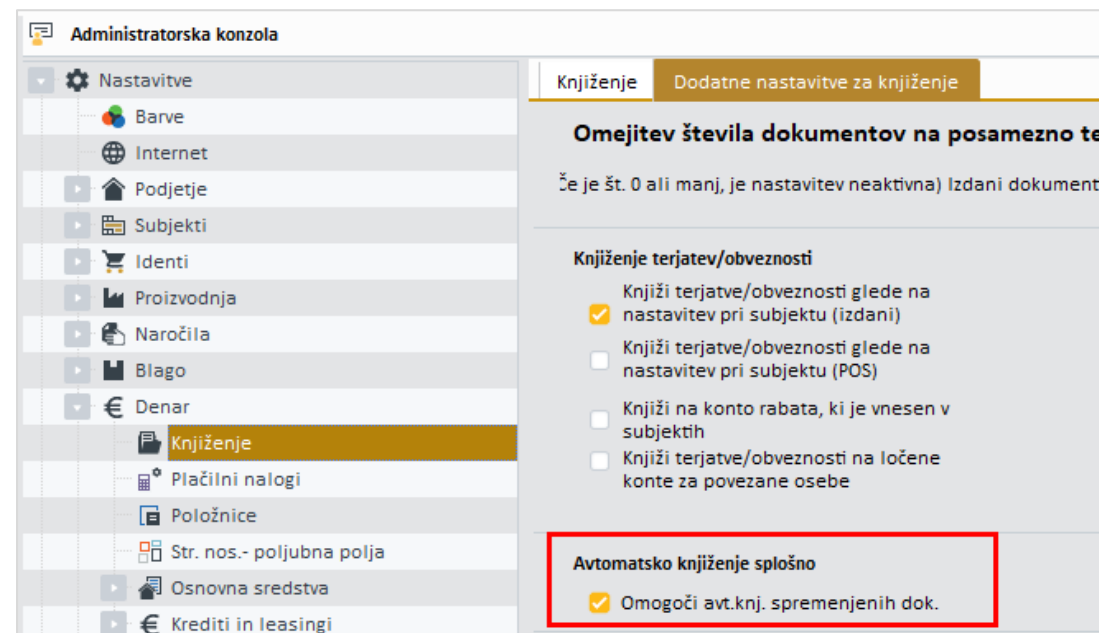 Administratorska konzola
Nastavitve
Barve
Internet
Podjetje
Subjekti
Identi
Proizvodnja
Naročila
Blago
Denar
Knjiženje
Plačilni nalogi
Položnice
Str. nos.- poljubna polja
Osnovna sredstva
Krediti in leasingi
Knjiženje
Dodatne nastavitve za knjiženje
Omejitev števila dokumentov na posamezno te
Če je št. 0 ali manj, je nastavitev neaktivna) Izdani dokument
Knjiženje terjatev/obveznosti
Knjiži terjatve/obveznosti glede na
nastavitev pri subjektu (izdani)
Knjiži terjatve/obveznosti glede na
nastavitev pri subjektu (POS)
Knjiži na konto rabata, ki je vnesen v
subjektih
Knjiži terjatve/obveznosti na ločene
konte za povezane osebe
Avtomatsko knjiženje splošno
Omogoči avt.knj. spremenjenih dok.